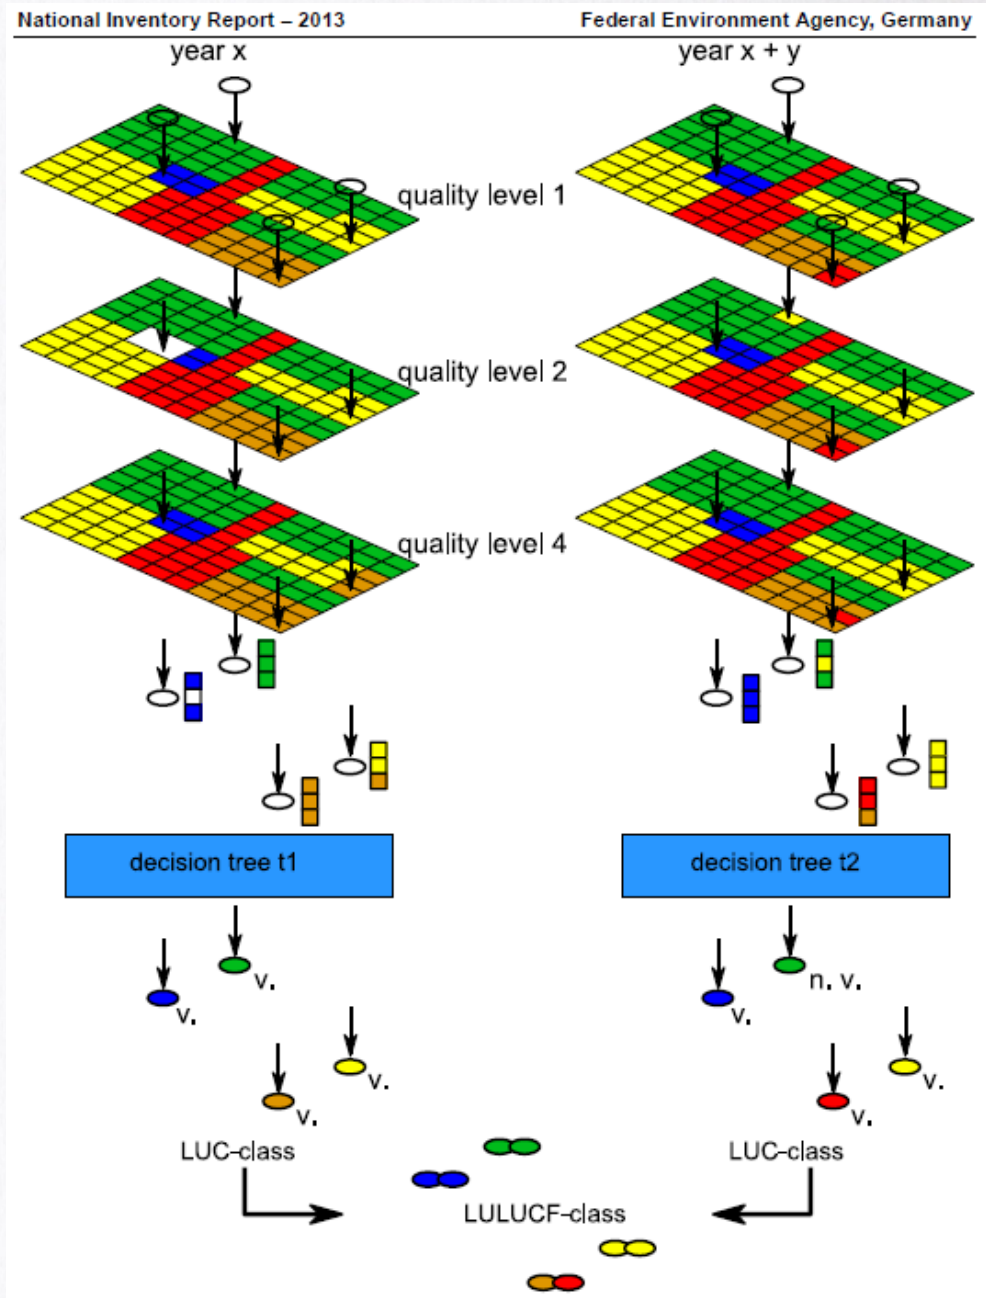 National Inventory Report – 2013
Federal Environment Agency, Germany
year x
year x + y
quality level 1
quality level 2
quality level 4
decision tree t1
decision tree t2
v.
n. v.
v.
v.
v.
v.
v.
v.
LUC-class
LUC-class
LULUCF-class